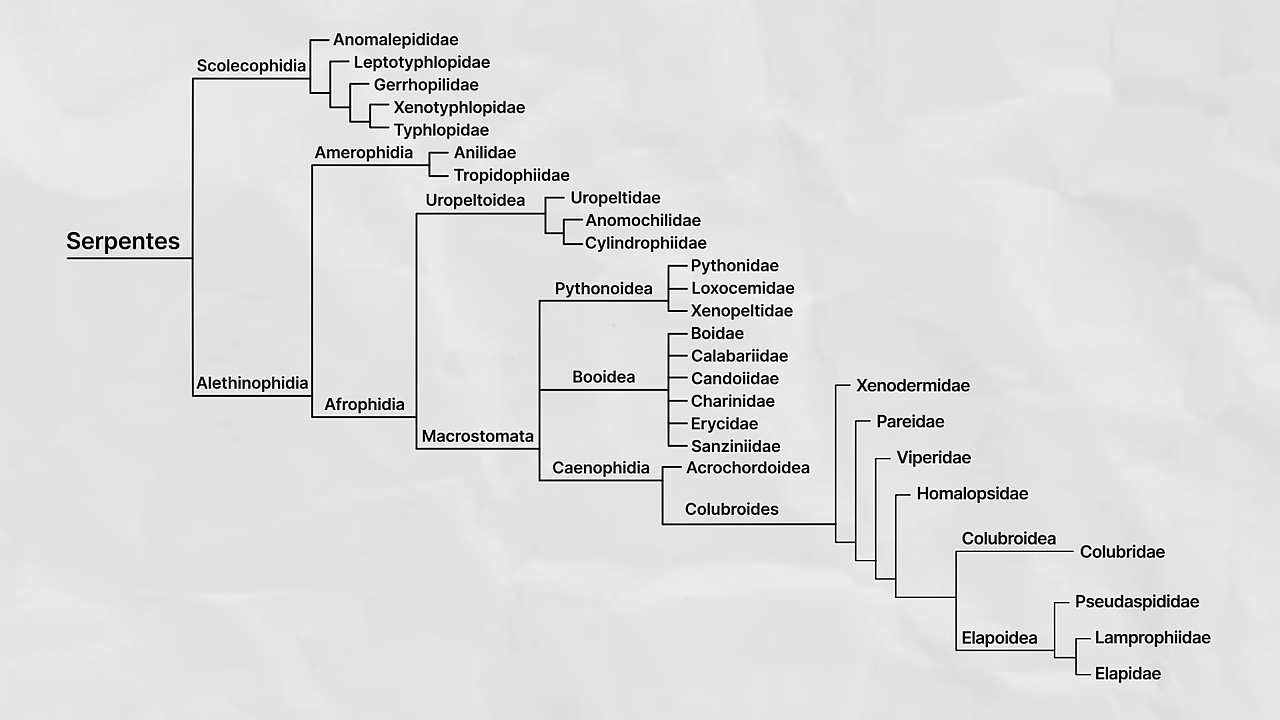 Anomalepididae
Scolecophidia
Leptotyphlopidae
Gerrhopilidae
Xenotyphlopidae
Typhlopidae
Amerophidia
Anilidae
Tropidophiidae
Uropeltoidea
Uropeltidae
Anomochilidae
Serpentes
Cylindrophiidae
Pythonidae
Pythonoidea
Loxocemidae
Xenopeltidae
Boidae
Calabariidae
Booidea
Candoiidae
Alethinophidia
Xenodermidae
Charinidae
Afrophidia
Erycidae
Pareidae
Macrostomata
Sanziniidae
Viperidae
Caenophidia
Acrochordoidea
Homalopsidae
Colubroides
Colubroidea
Colubridae
Pseudaspididae
Elapoidea
Lamprophiidae
Elapidae